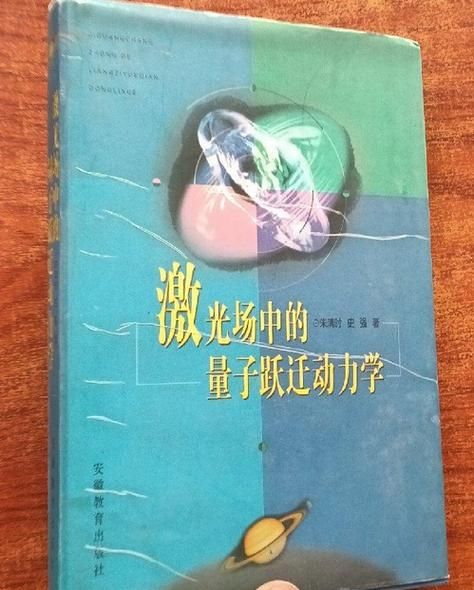 JIGUANGCHANG
ZHONG DE
LIANGZIYUEQIAN
DONGLIXUE
激光场中的
量子跃迁动力学
⊙朱清时 史 强 著
安徽教育出版社